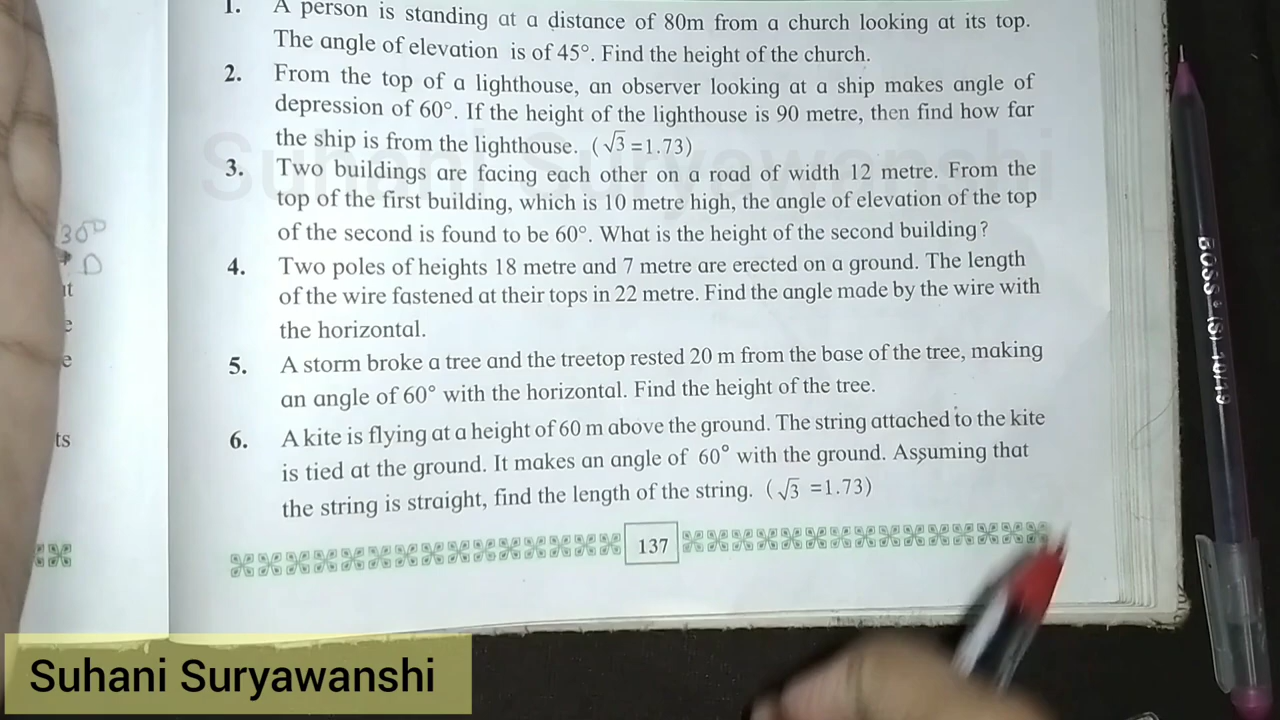 1. A person is standing at a distance of 80m from a church looking at its top.
The angle of elevation is of 45°. Find the height of the church.
2. From the top of a lighthouse, an observer looking at a ship makes angle of
depression of 60°. If the height of the lighthouse is 90 metre, then find how far
the ship is from the lighthouse. (√3 =1.73)
3. Two buildings are facing each other on a road of width 12 metre. From the
top of the first building, which is 10 metre high, the angle of elevation of the top
of the second is found to be 60°. What is the height of the second building?
4. Two poles of heights 18 metre and 7 metre are erected on a ground. The length
of the wire fastened at their tops in 22 metre. Find the angle made by the wire with
the horizontal.
5. A storm broke a tree and the treetop rested 20 m from the base of the tree, making
an angle of 60° with the horizontal. Find the height of the tree.
6. A kite is flying at a height of 60 m above the ground. The string attached to the kite
is tied at the ground. It makes an angle of 60° with the ground. Assuming that
the string is straight, find the length of the string. (√3 =1.73)
137
30°
D
ts
Suhani Suryawanshi
Suhani Suryawanshi
BOSS